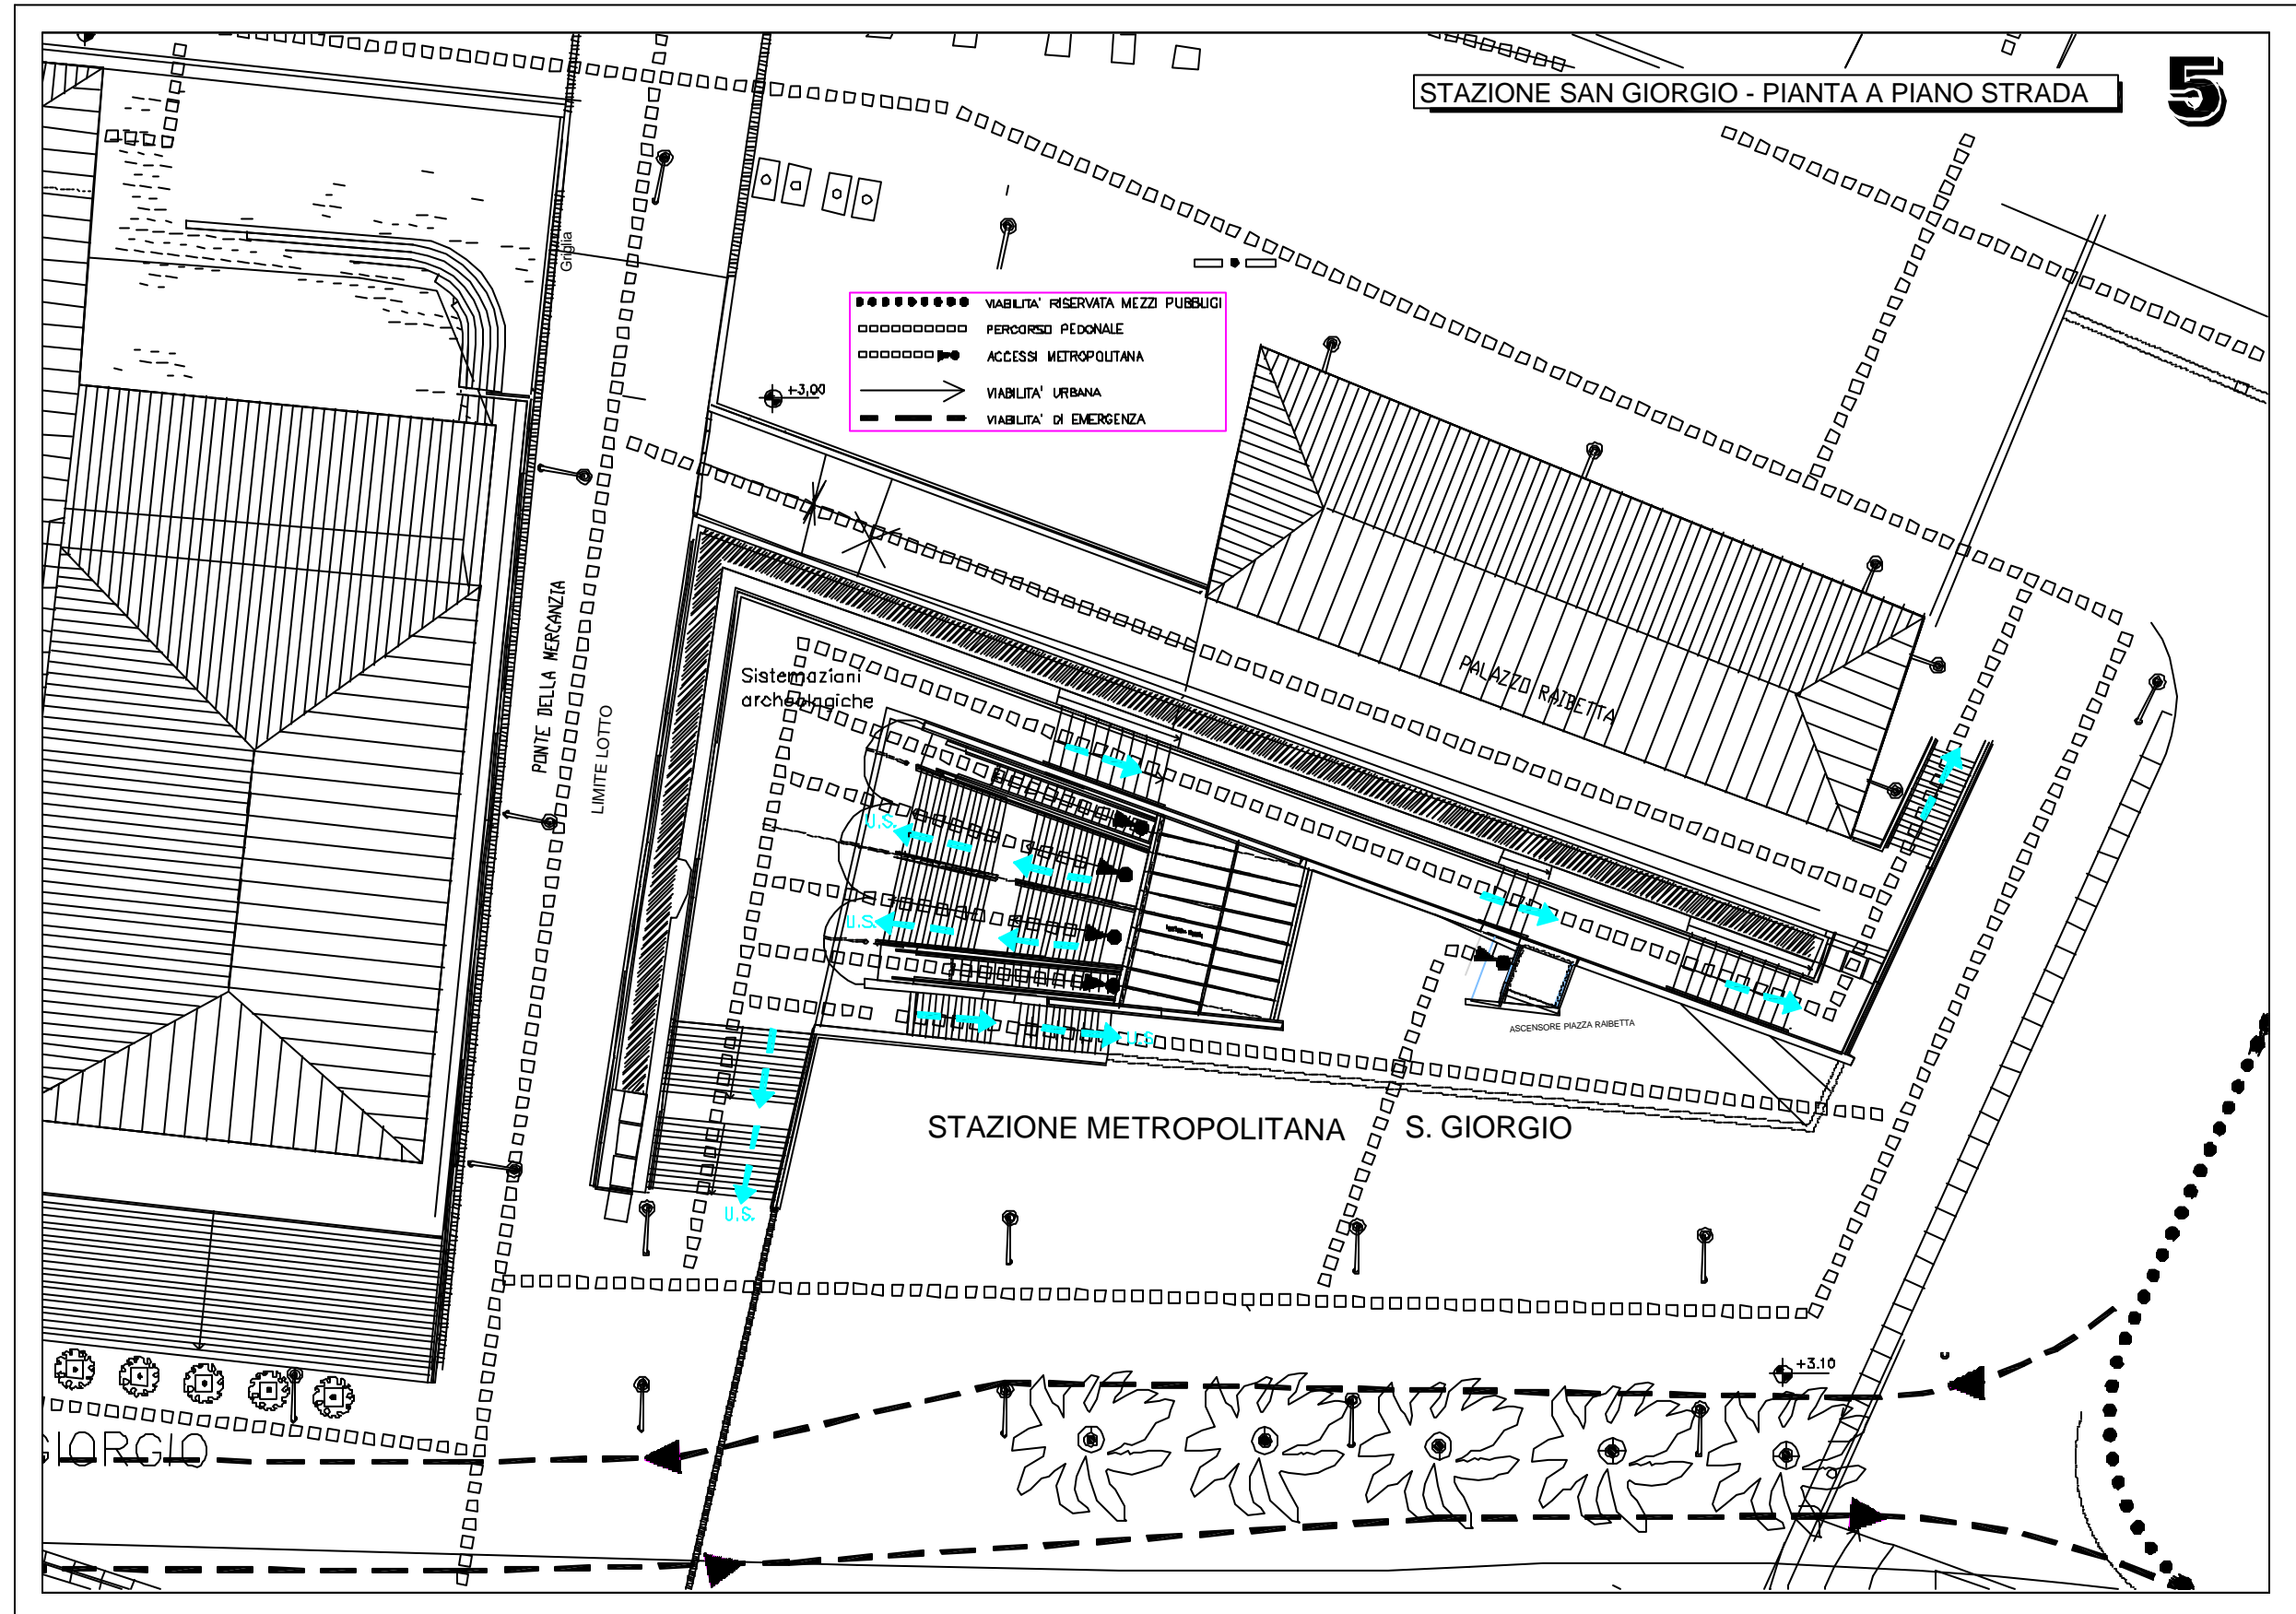 STAZIONE SAN GIORGIO - PIANTA A PIANO STRADA
5
Griglia
VIABILITA' RISERVATA MEZZI PUBBLIGI
PERCORSO PEDONALE
ACCESSI METROPOLITANA
VIABILITA' URBANA
VIABILITA' DI EMERGENZA
+3,00
PONTE DELLA MERCANZIA
LIMITE LOTTO
Sistemazioni
archeologiche
PALAZZO RAIBETTA
U.S.
U.S.
U.S.
U.S.
ASCENSORE PIAZZA RAIBETTA
STAZIONE METROPOLITANA S. GIORGIO
+3.10
GIORGIO